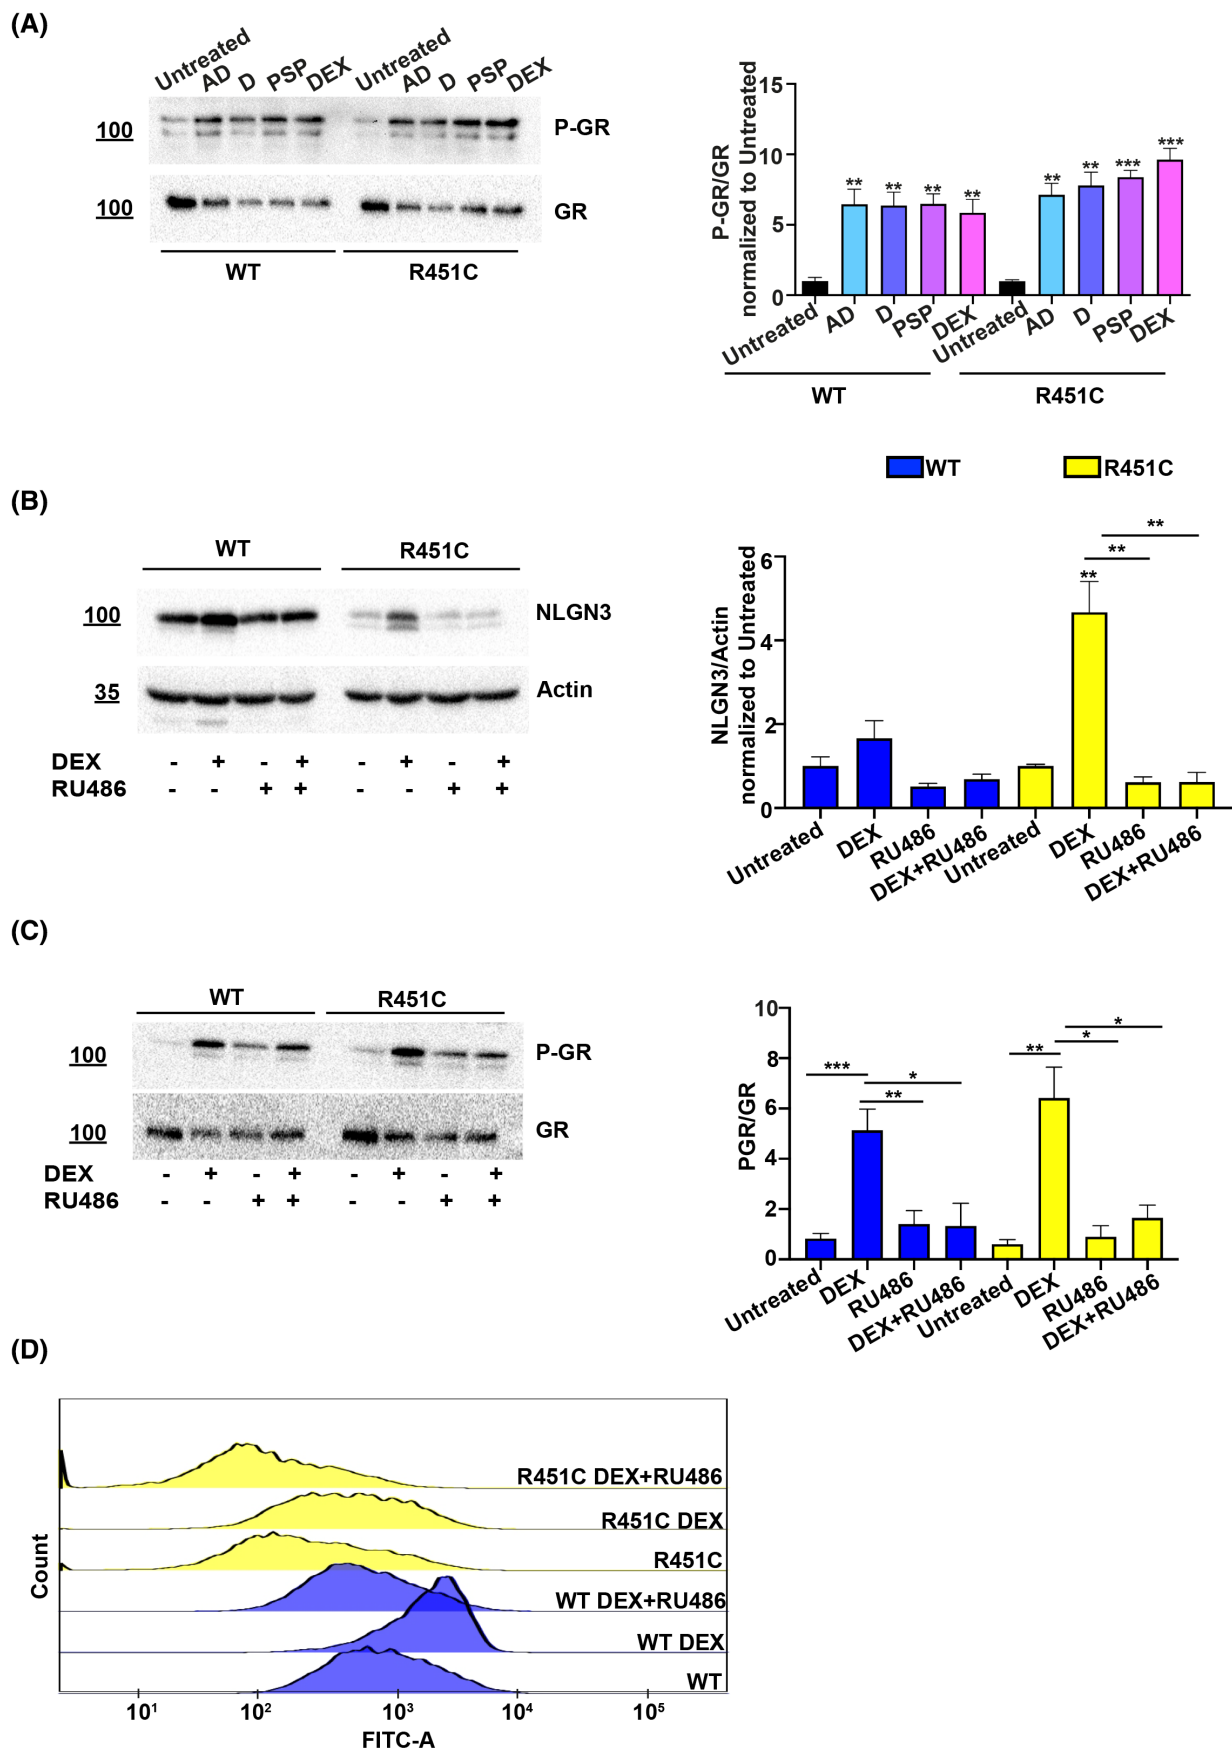 (A)
Untreated AD D PSP DEX Untreated AD D PSP DEX
100 P-GR
100 GR
WT R451C
P-GR/GR
normalized to Untreated
15
10
5
0
** ** ** ** ** ** *** ***
Untreated AD D PSP DEX Untreated AD D PSP DEX
WT R451C
WT R451C
(B)
WT R451C
100 NLGN3
35 Actin
DEX - + - + - + - +
RU486 - - + + - - + +
NLGN3/Actin
normalized to Untreated
6
4
2
0
**
**
**
Untreated DEX RU486 DEX+RU486 Untreated DEX RU486 DEX+RU486
(C)
WT R451C
100 P-GR
100 GR
DEX - + - + - + - +
RU486 - - + + - - + +
PGR/GR
10
8
6
4
2
0
*** * ** ** * *
Untreated DEX RU486 DEX+RU486 Untreated DEX RU486 DEX+RU486
(D)
Count
R451C DEX+RU486
R451C DEX
R451C
WT DEX+RU486
WT DEX
WT
10¹ 10² 10³ 10⁴ 10⁵
FITC-A